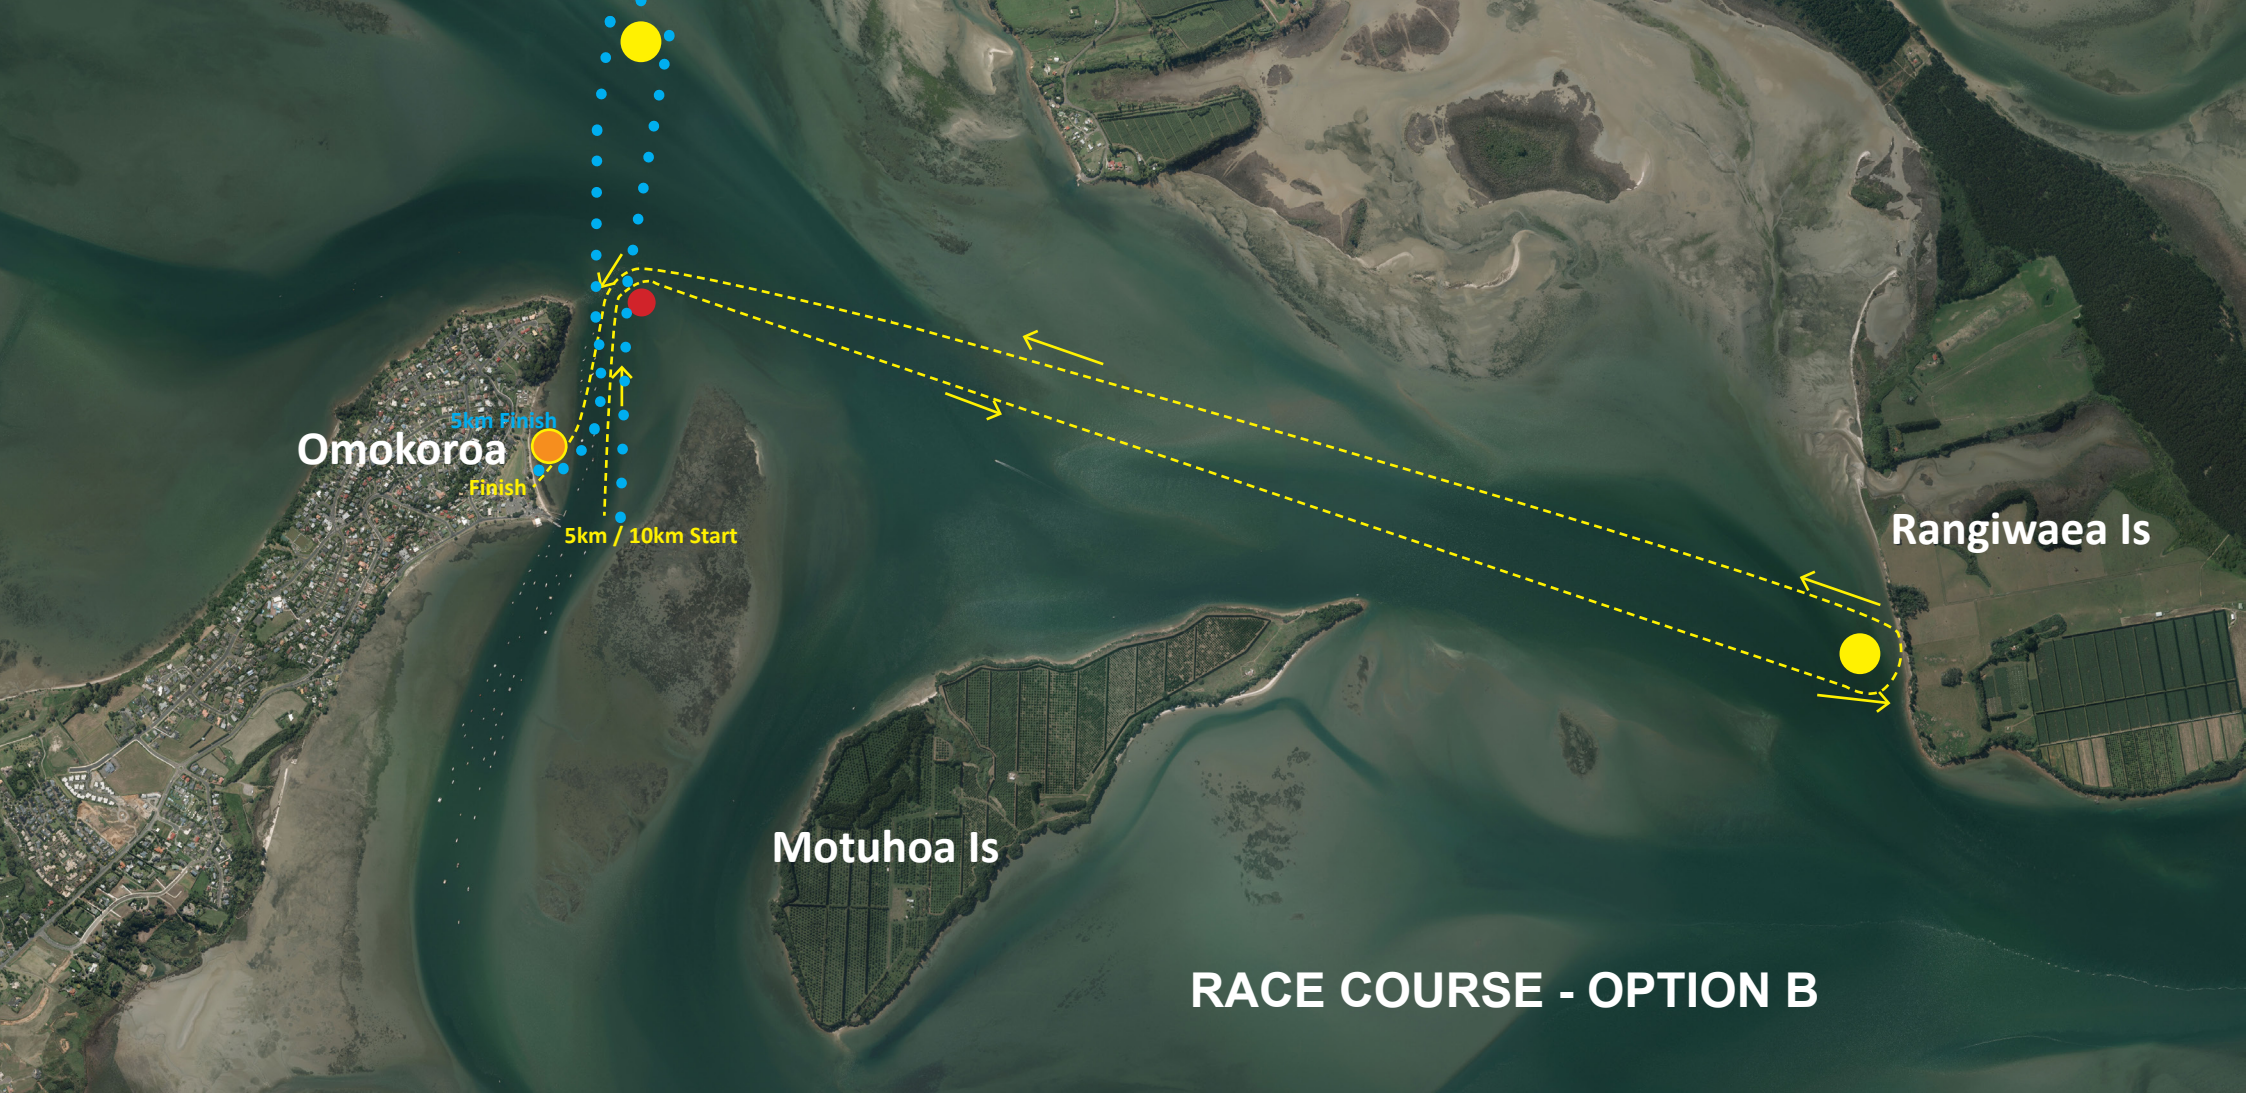 5km Finish
Omokoroa
Finish
5km / 10km Start
Rangiwaea Is
Motuhoa Is
RACE COURSE - OPTION B